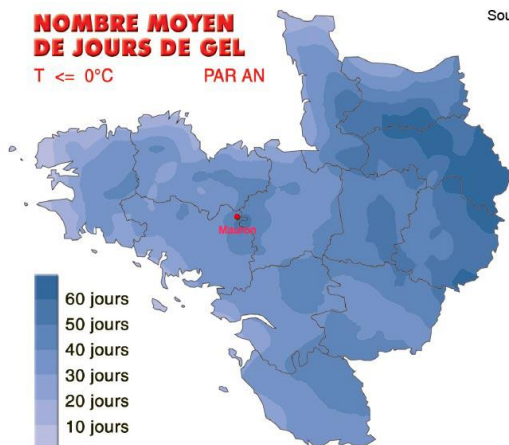 NOMBRE MOYEN
DE JOURS DE GEL
T <= 0°C PAR AN
Sou
Mauron
60 jours
50 jours
40 jours
30 jours
20 jours
10 jours